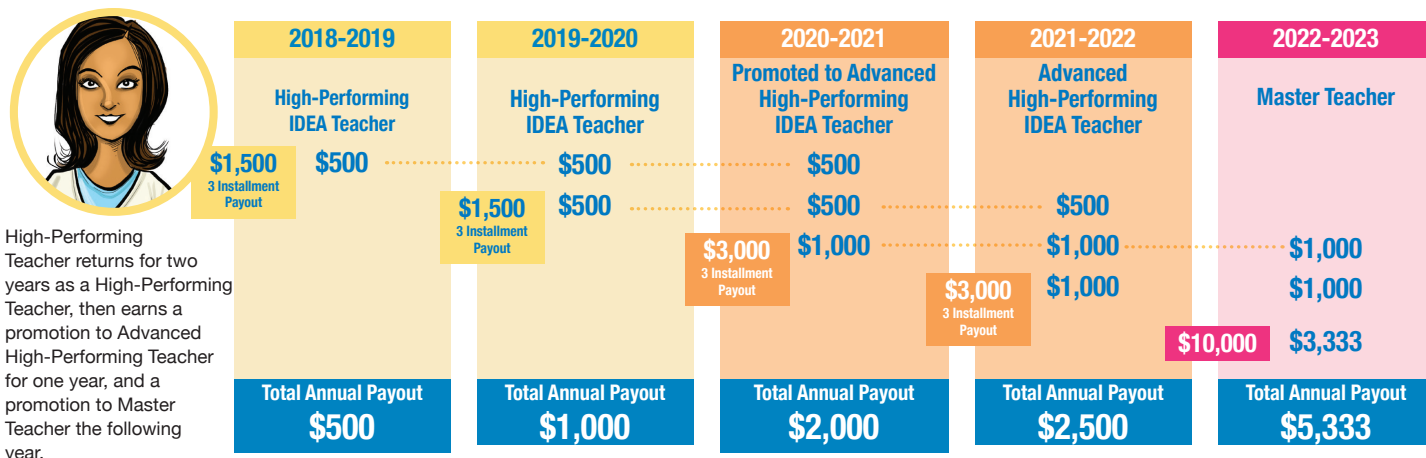 2018-2019
High-Performing
IDEA Teacher
$1,500
3 Installment
Payout
$500
Total Annual Payout
$500
2019-2020
High-Performing
IDEA Teacher
$500
$1,500
3 Installment
Payout
$500
Total Annual Payout
$1,000
2020-2021
Promoted to Advanced
High-Performing
IDEA Teacher
$500
$500
$3,000
3 Installment
Payout
$1,000
Total Annual Payout
$2,000
2021-2022
Advanced
High-Performing
IDEA Teacher
$500
$1,000
$3,000
3 Installment
Payout
$1,000
Total Annual Payout
$2,500
2022-2023
Master Teacher
$1,000
$1,000
$10,000
$3,333
Total Annual Payout
$5,333
High-Performing
Teacher returns for two
years as a High-Performing
Teacher, then earns a
promotion to Advanced
High-Performing Teacher
for one year, and a
promotion to Master
Teacher the following
year.